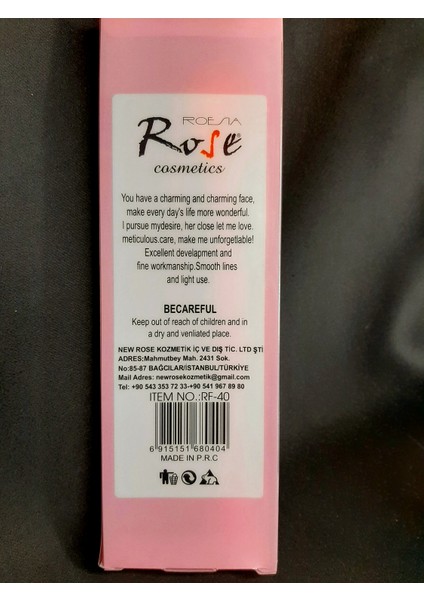 ROESIA
Rose®
cosmetics
You have a charming and charming face,
make every day's life more wonderful.
I pursue mydesire, her close let me love.
meticulous.care, make me unforgetlable!
Excellent develapment and
fine workmanship.Smooth lines
and light use.
BECAREFUL
Keep out of reach of children and in
a dry and venliated place.
NEW ROSE KOZMETİK İÇ VE DIŞ TİC. LTD ŞTİ
ADRES:Mahmutbey Mah. 2431 Sok.
No:85-87 BAĞCILAR/İSTANBUL/TÜRKİYE
Mail Adres: newrosekozmetik@gmail.com
Tel: +90 543 353 72 33-+90 541 967 89 80
ITEM NO.:RF-40
6 915151 680404
MADE IN P.R.C